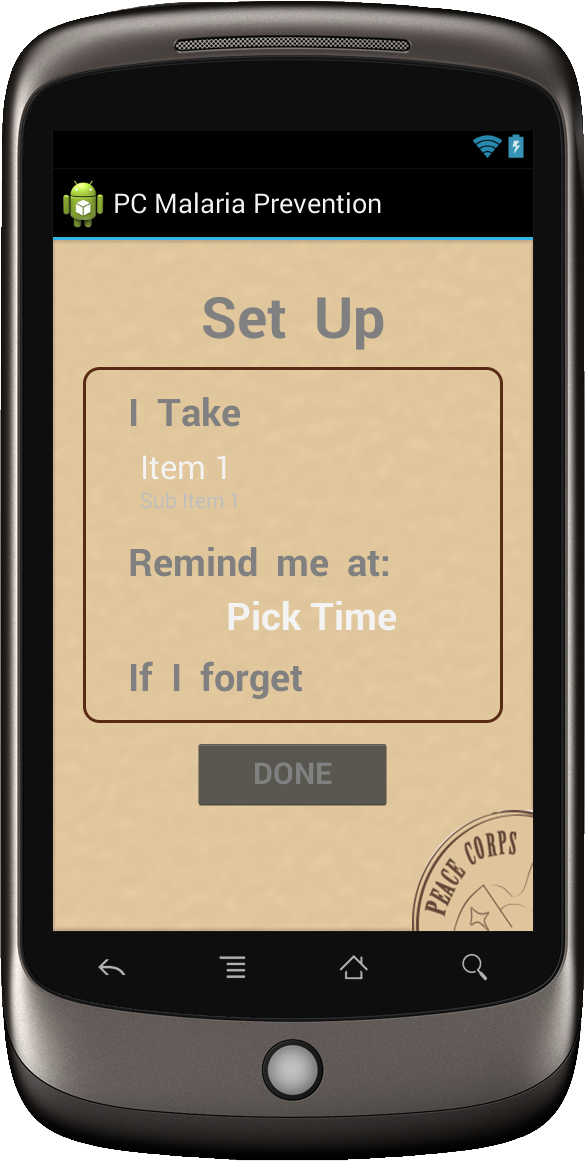 PC Malaria Prevention
Set Up
I Take
Item 1
Sub Item 1
Remind me at:
Pick Time
If I forget
DONE
PEACE CORPS